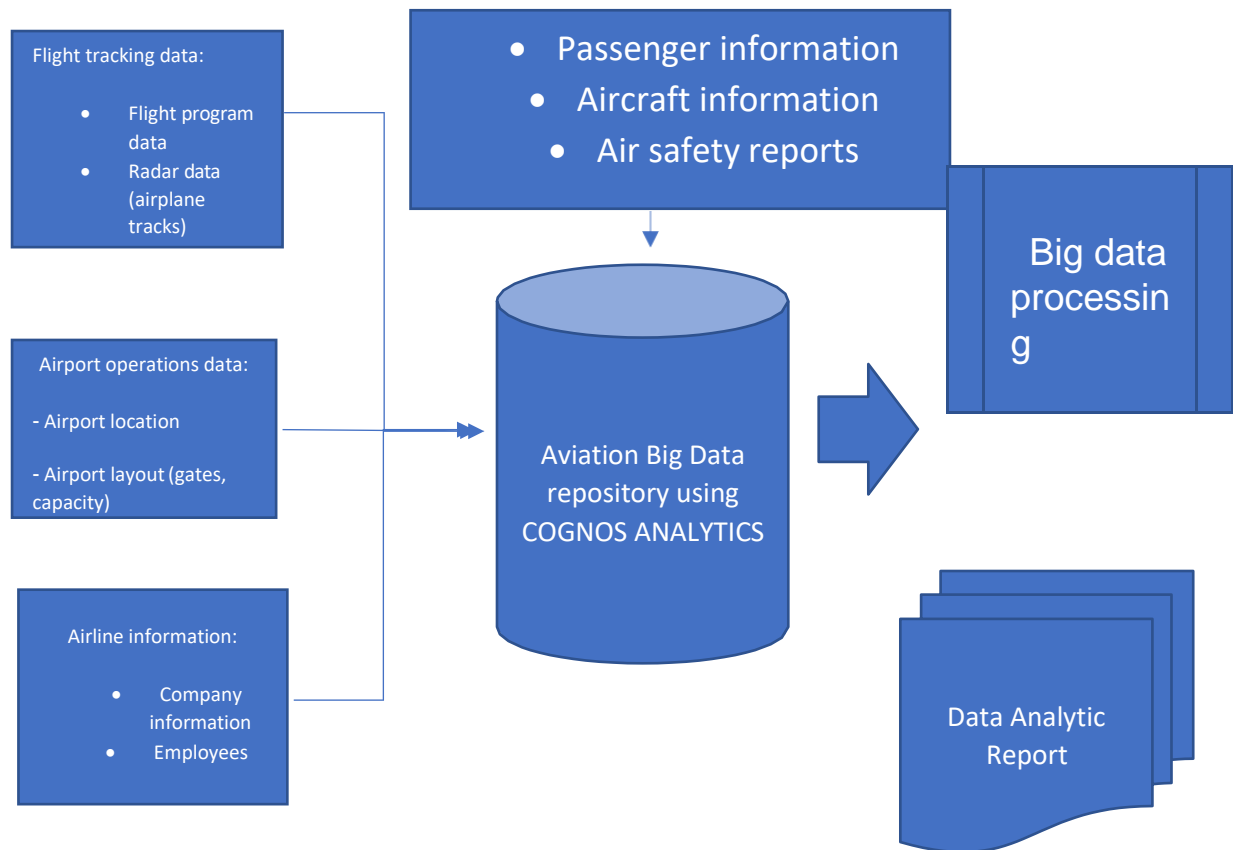 Flight tracking data:
• Flight program
data
• Radar data
(airplane
tracks)
• Passenger information
• Aircraft information
• Air safety reports
Big data
processin
g
Airport operations data:
- Airport location
- Airport layout (gates,
capacity)
Aviation Big Data
repository using
COGNOS ANALYTICS
Airline information:
• Company
information
• Employees
Data Analytic
Report